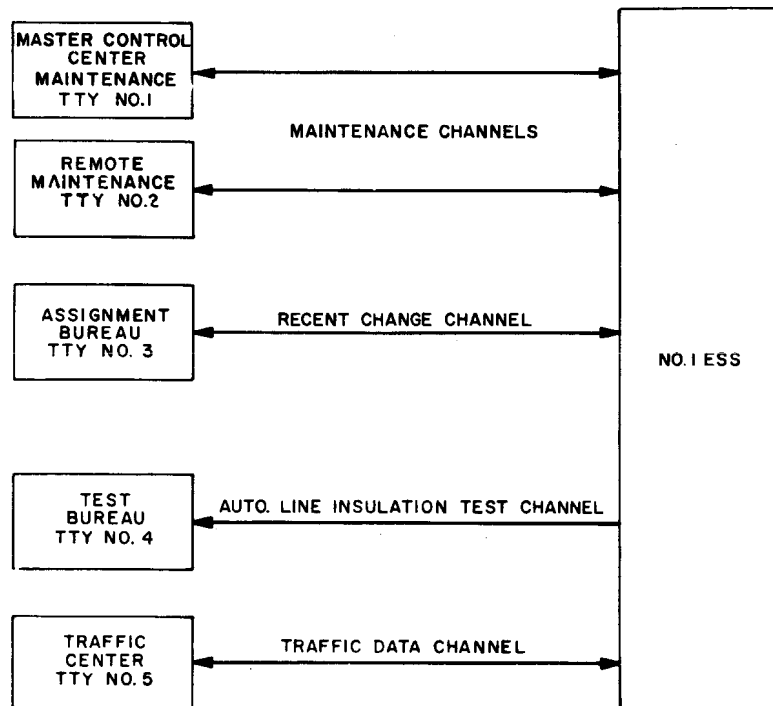 MASTER CONTROL
CENTER
MAINTENANCE
TTY NO.1
MAINTENANCE CHANNELS
REMOTE
MAINTENANCE
TTY NO.2
ASSIGNMENT
BUREAU
TTY NO. 3
RECENT CHANGE CHANNEL
NO. I ESS
TEST
BUREAU
TTY NO. 4
AUTO. LINE INSULATION TEST CHANNEL
TRAFFIC
CENTER
TTY NO. 5
TRAFFIC DATA CHANNEL